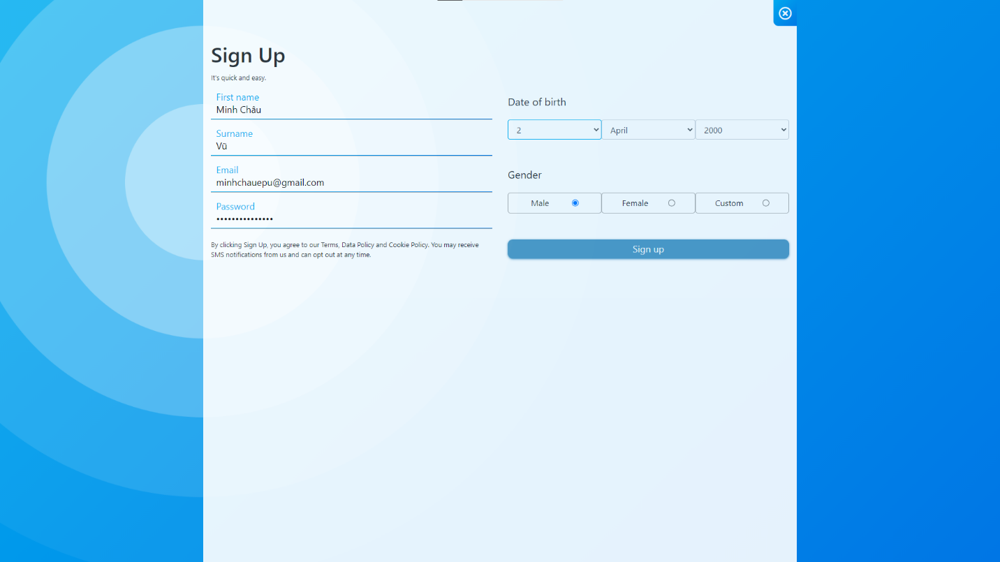 Sign Up
It's quick and easy.
First name
Minh Châu
Surname
Vũ
Email
minhchauepu@gmail.com
Password
•••••••••••••••
By clicking Sign Up, you agree to our Terms, Data Policy and Cookie Policy. You may receive
SMS notifications from us and can opt out at any time.
Date of birth
2 April 2000
Gender
Male Female Custom
Sign up